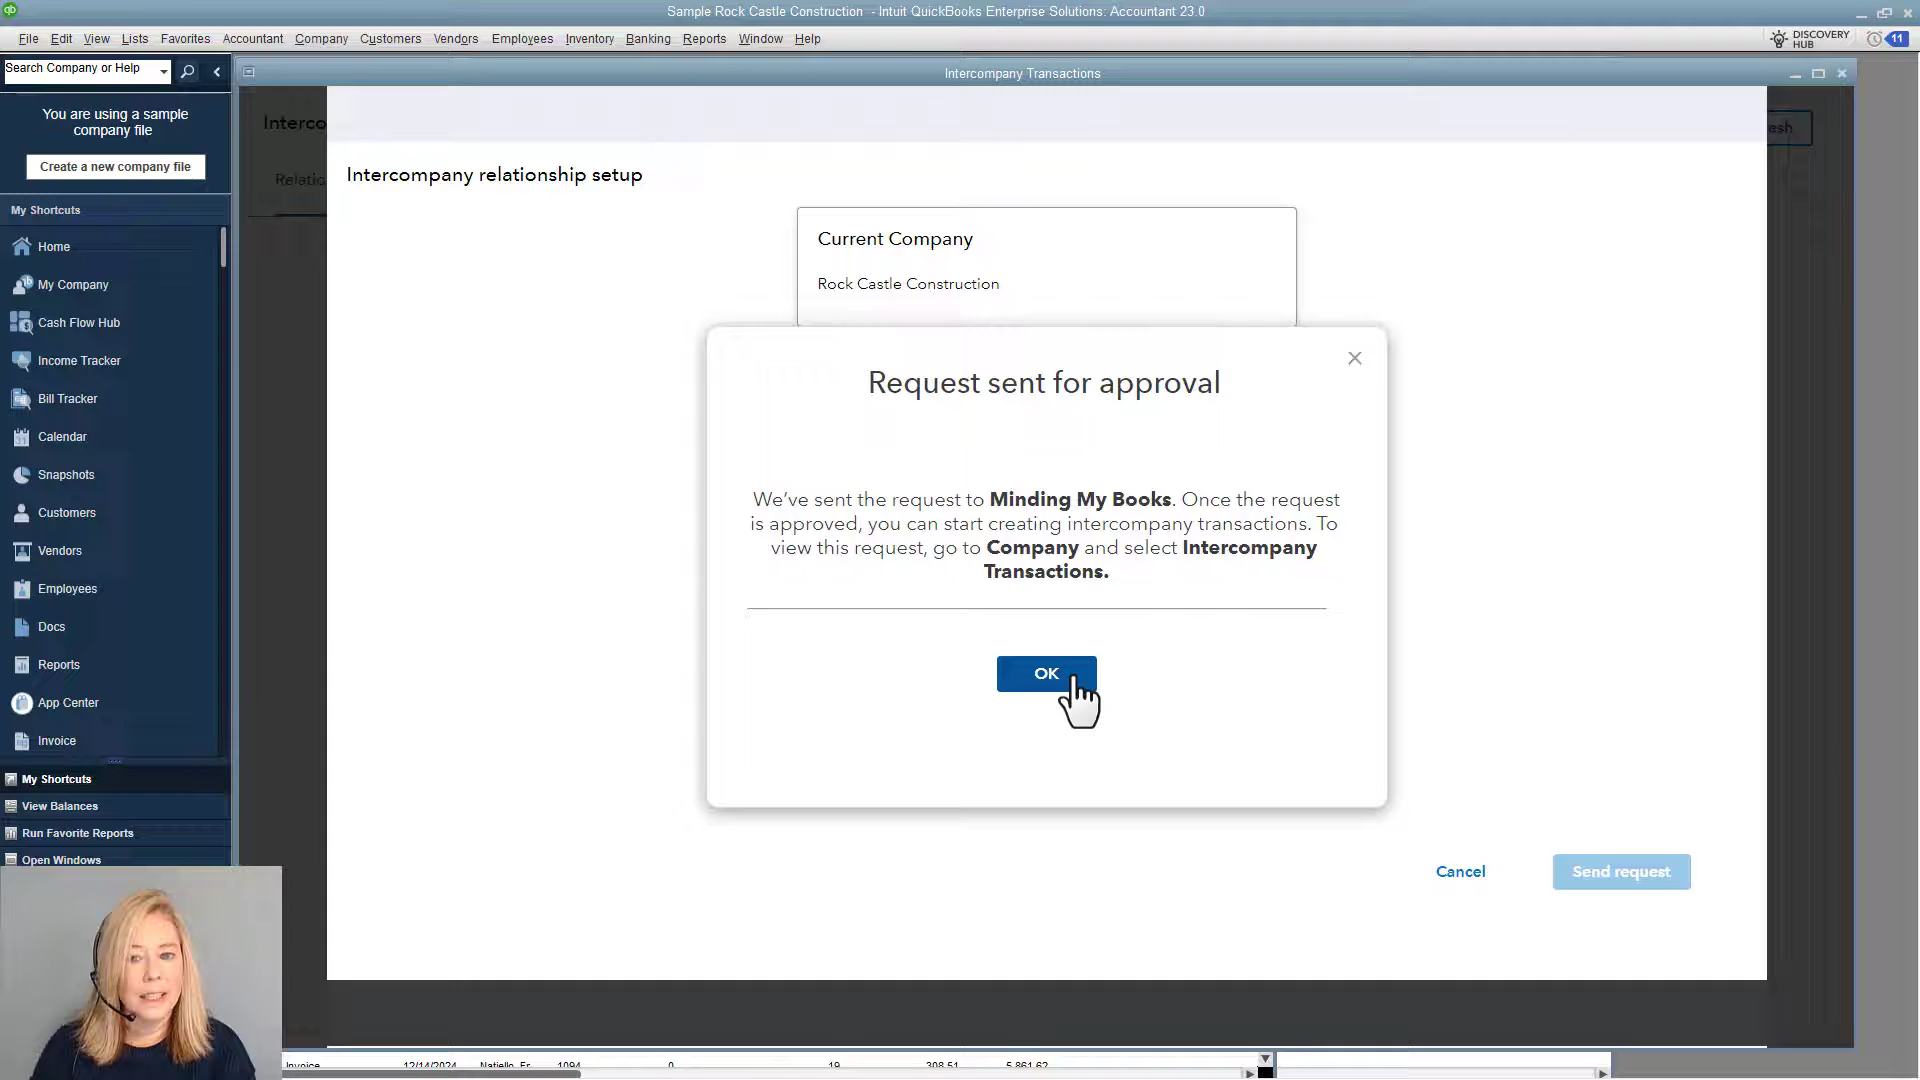 Sample Rock Castle Construction - Intuit QuickBooks Enterprise Solutions: Accountant 23.0
File Edit View Lists Favorites Accountant Company Customers Vendors Employees Inventory Banking Reports Window Help
DISCOVERY HUB
11
Search Company or Help
Intercompany Transactions
You are using a sample
company file
Create a new company file
My Shortcuts
Home
My Company
Cash Flow Hub
Income Tracker
Bill Tracker
Calendar
Snapshots
Customers
Vendors
Employees
Docs
Reports
App Center
Invoice
My Shortcuts
View Balances
Run Favorite Reports
Open Windows
Interco
Relatio
esh
Intercompany relationship setup
Current Company
Rock Castle Construction
Request sent for approval
We've sent the request to Minding My Books. Once the request
is approved, you can start creating intercompany transactions. To
view this request, go to Company and select Intercompany
Transactions.
OK
Cancel
Send request
Invoice 12/14/2024 Natiello, Er 1094 0 19 308.51 5,861.62